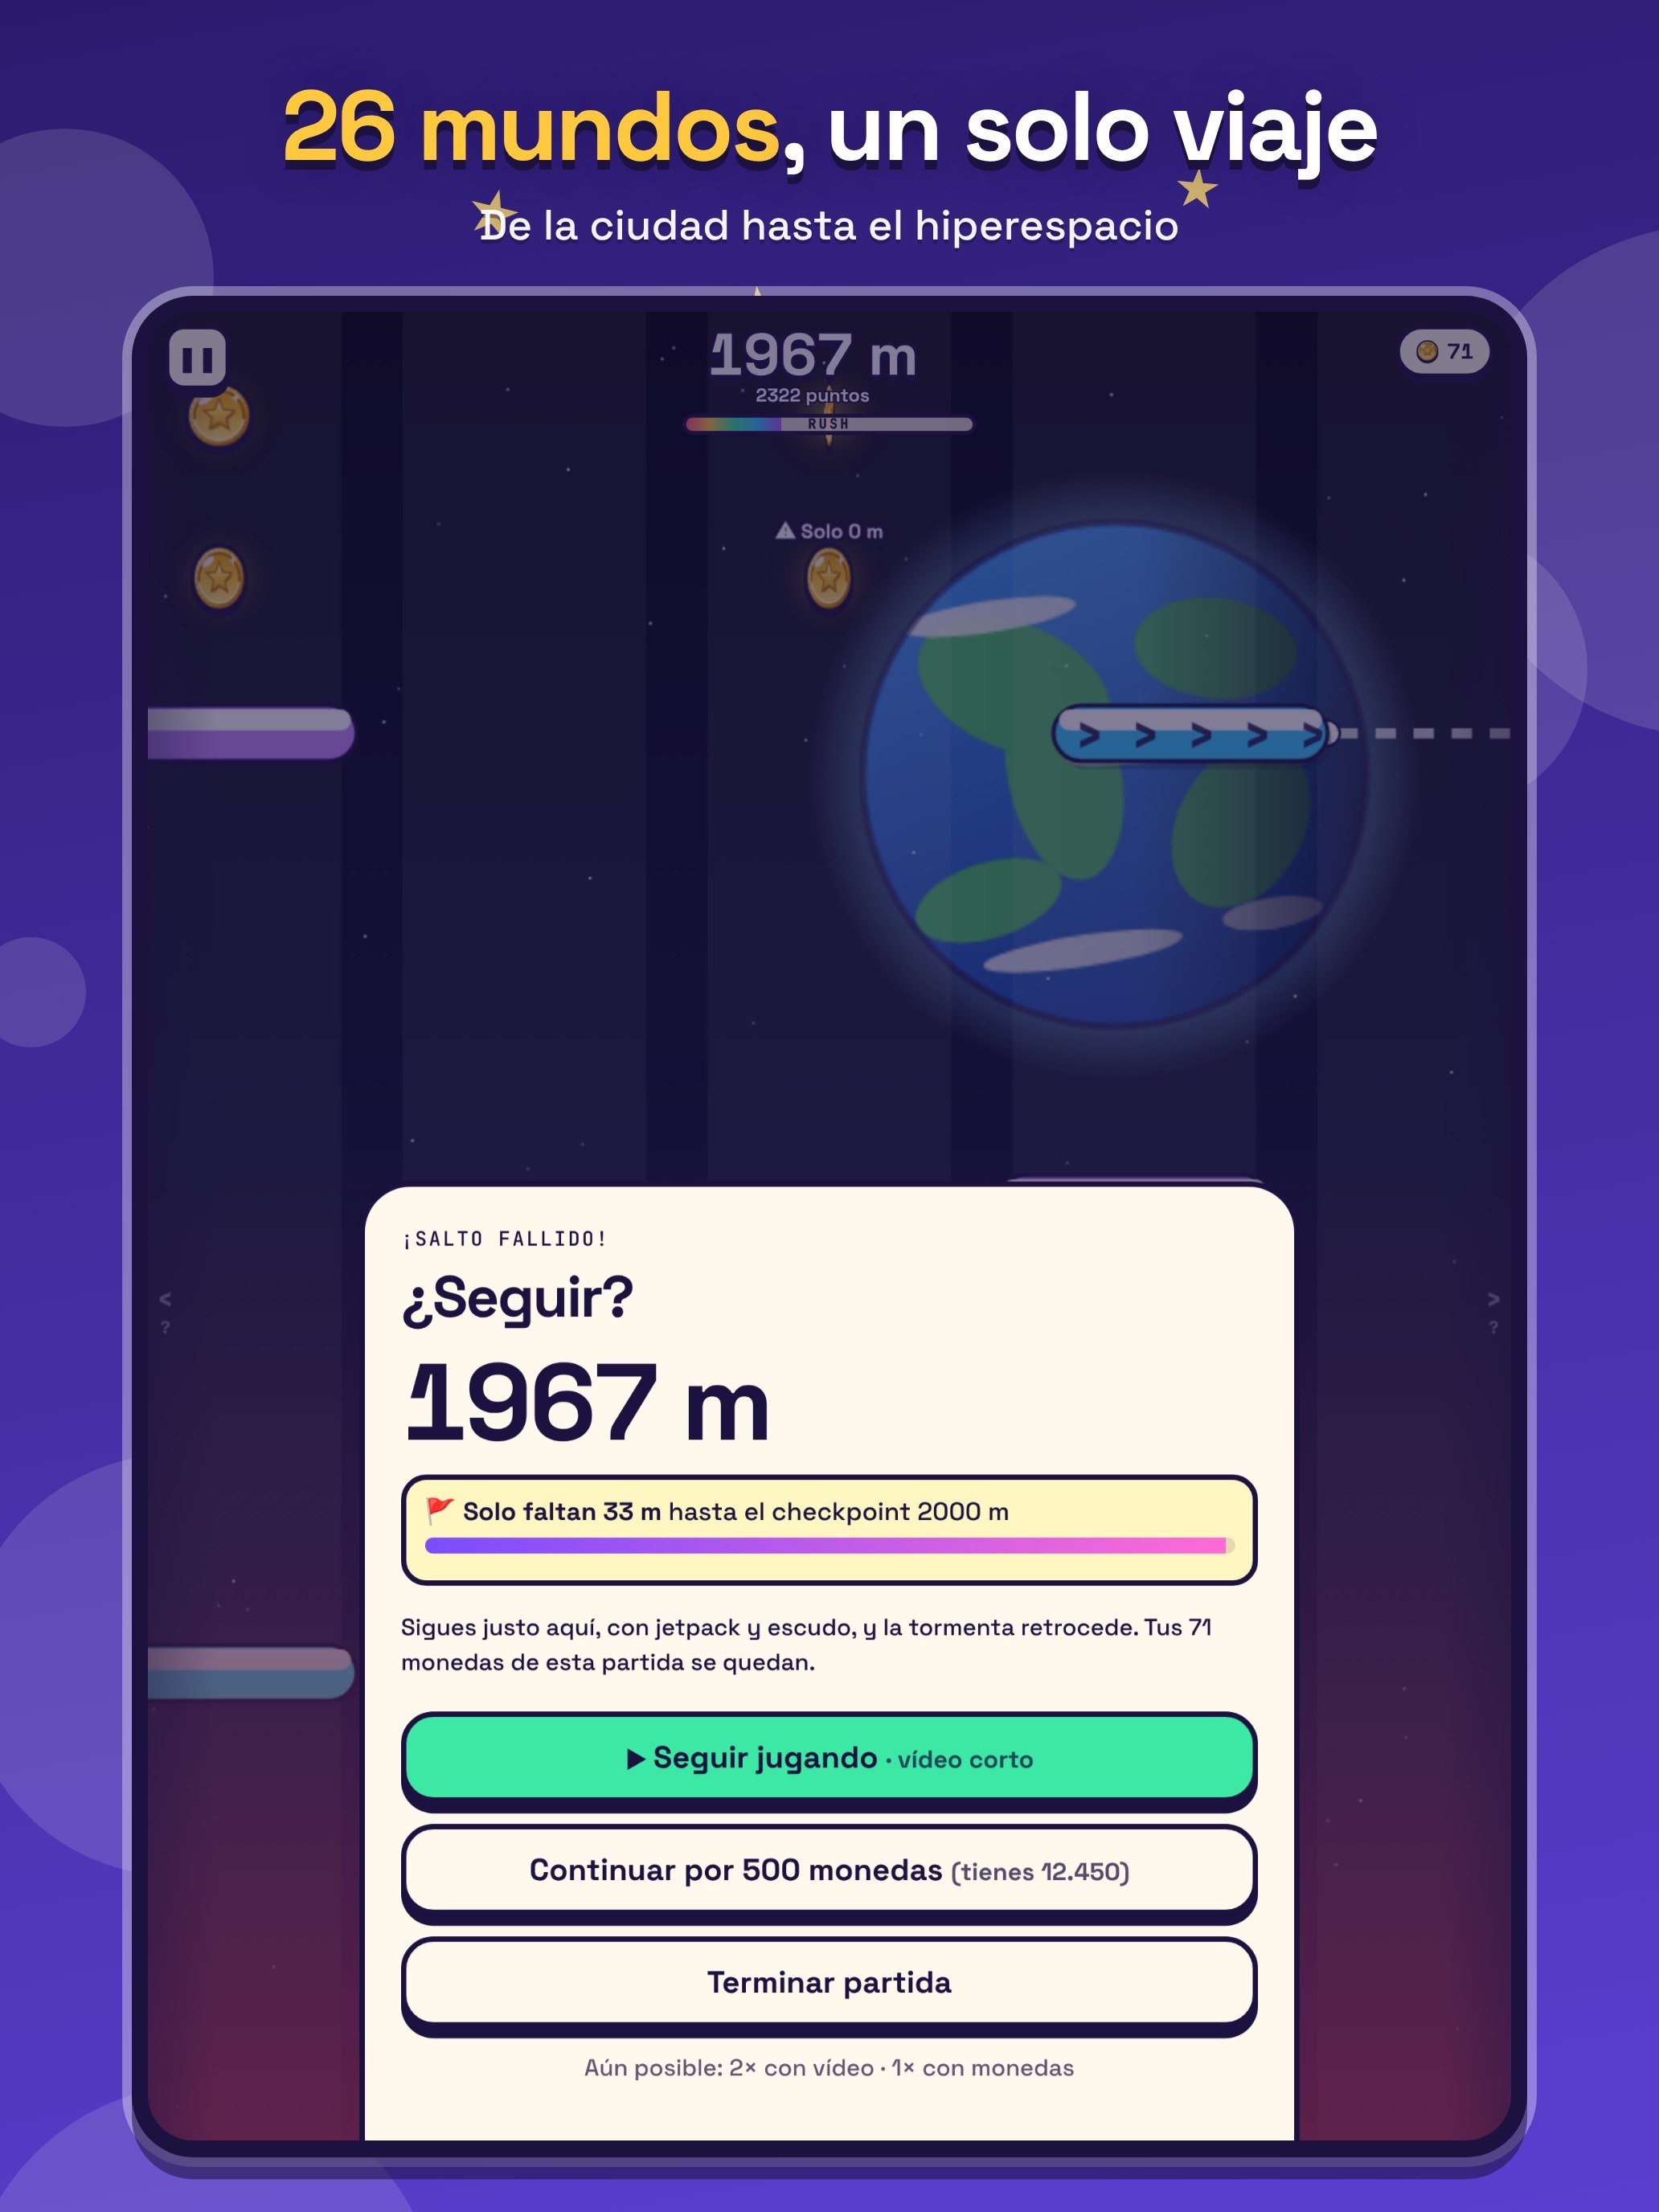 26 mundos, un solo viaje
De la ciudad hasta el hiperespacio
1967 m
71
2322 puntos
RUSH
⚠ Solo 0 m
> > > > >
¡SALTO FALLIDO!
¿Seguir?
< >
? ?
1967 m
🚩 Solo faltan 33 m hasta el checkpoint 2000 m
Sigues justo aquí, con jetpack y escudo, y la tormenta retrocede. Tus 71
monedas de esta partida se quedan.
▶ Seguir jugando · vídeo corto
Continuar por 500 monedas (tienes 12.450)
Terminar partida
Aún posible: 2× con vídeo · 1× con monedas